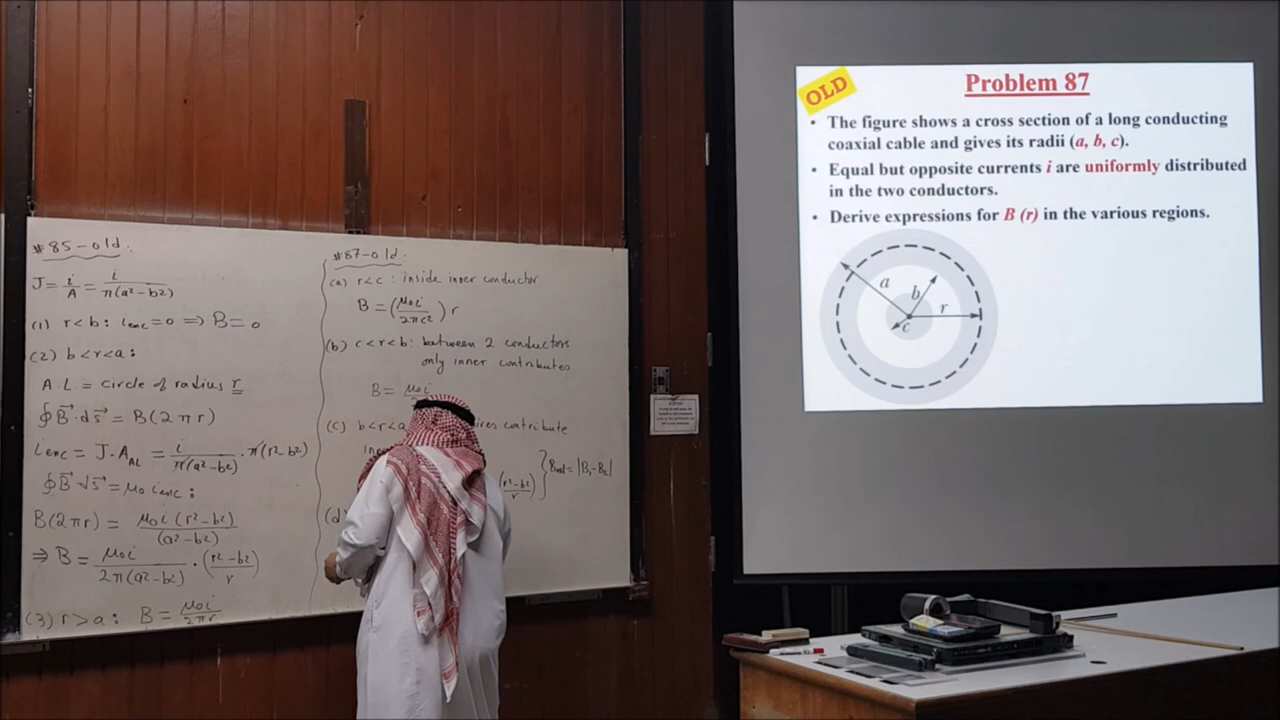 #85-old.
J = i/A = i/π(a²-b²)
(1) r<b: ienc=0 ⇒ B=0
(2) b<r<a:
A.L. = circle of radius r
∮B⃗·ds⃗ = B(2πr)
ienc = J·A_AL = i/π(a²-b²) · π(r²-b²)
∮B⃗·ds⃗ = μ₀ienc:
B(2πr) = μ₀i(r²-b²)/(a²-b²)
⇒ B = μ₀i/2π(a²-b²) · (r²-b²/r)
(3) r>a: B = μ₀i/2πr
#87-old.
(a) r<c: inside inner conductor
B = (μ₀i/2πc²) r
(b) c<r<b: between 2 conductors
only inner contributes
B = μ₀i
(c) b<r<a contribute
(r²-b²/r) } Bnet = |B₁-B₂|
(d)
OLD
Problem 87
• The figure shows a cross section of a long conducting
coaxial cable and gives its radii (a, b, c).
• Equal but opposite currents i are uniformly distributed
in the two conductors.
• Derive expressions for B (r) in the various regions.
a
b
r
c